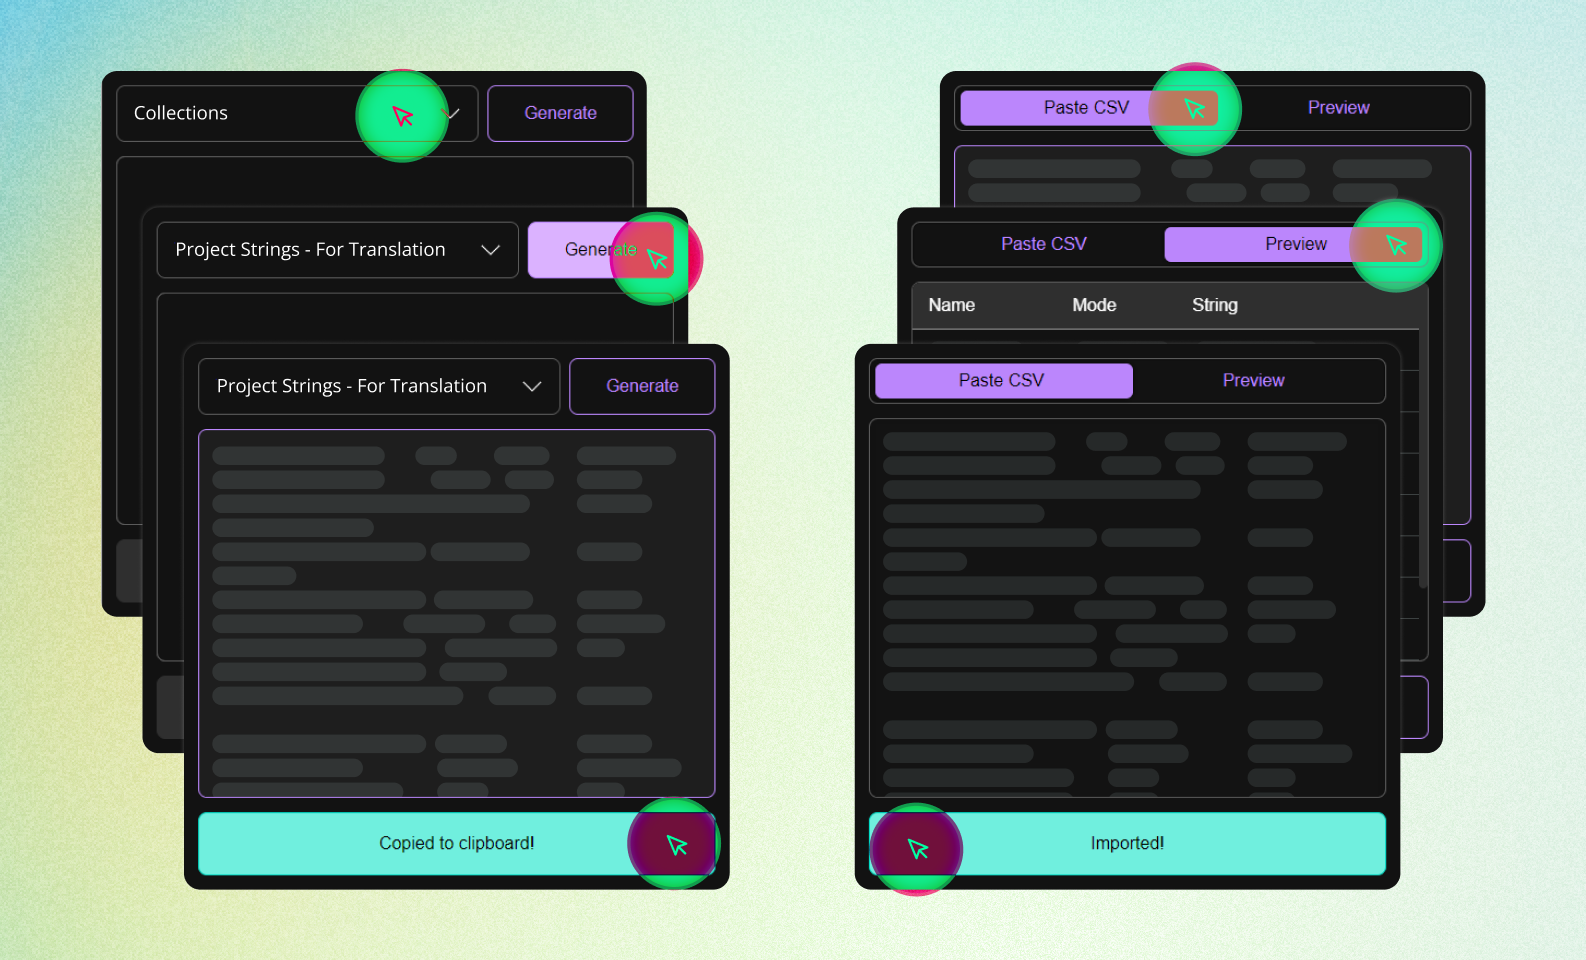 Collections
Generate
Project Strings - For Translation
Generate
Project Strings - For Translation
Generate
Copied to clipboard!
Paste CSV
Preview
Paste CSV
Preview
Name
Mode
String
Paste CSV
Preview
Imported!